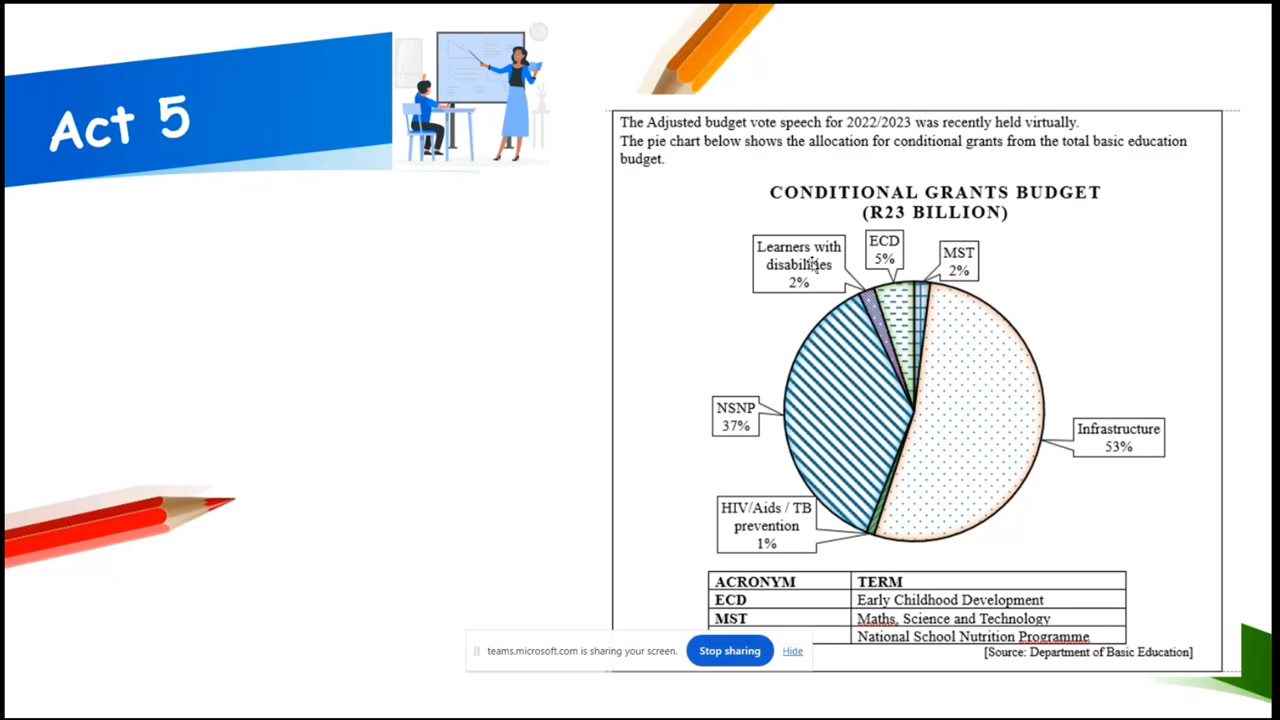 Act 5
The Adjusted budget vote speech for 2022/2023 was recently held virtually.
The pie chart below shows the allocation for conditional grants from the total basic education
budget.
CONDITIONAL GRANTS BUDGET
(R23 BILLION)
Learners with
disabilities
2%
ECD
5%
MST
2%
NSNP
37%
Infrastructure
53%
HIV/Aids / TB
prevention
1%
ACRONYM TERM
ECD Early Childhood Development
MST Maths, Science and Technology
National School Nutrition Programme
[Source: Department of Basic Education]
teams.microsoft.com is sharing your screen. Stop sharing Hide